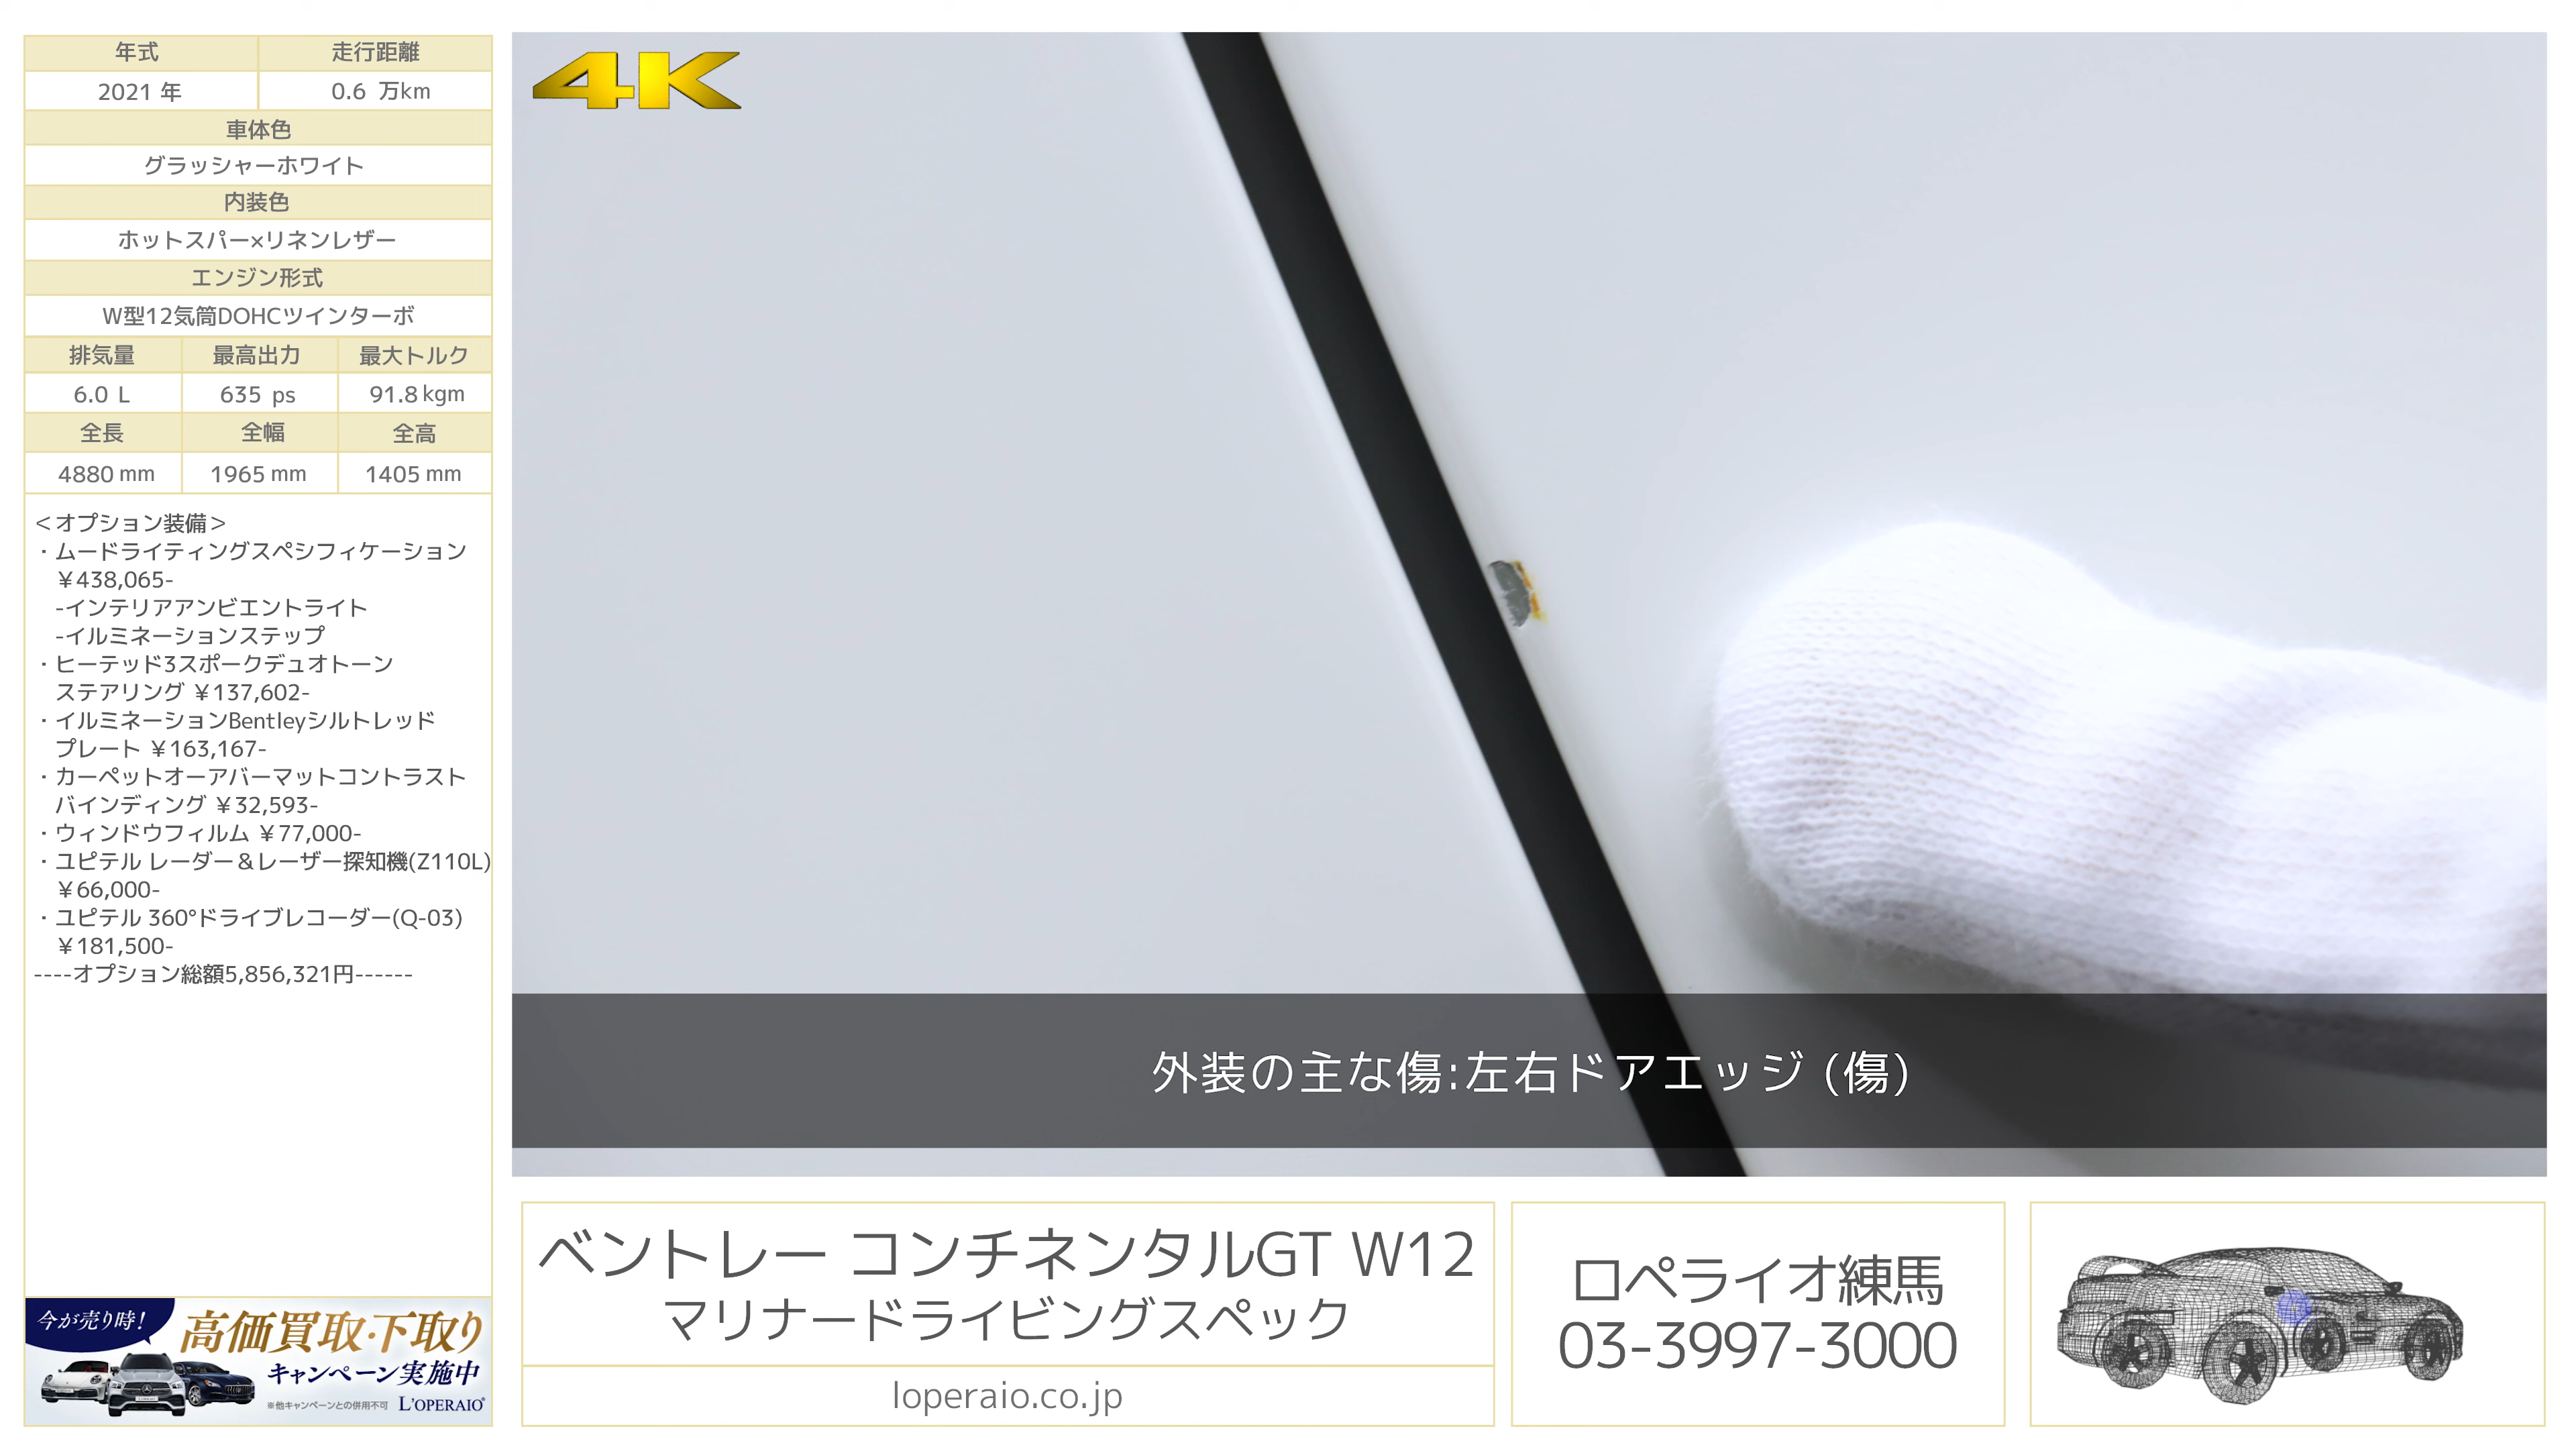 年式 走行距離
2021 年 0.6 万km
車体色
グラッシャーホワイト
内装色
ホットスパー×リネンレザー
エンジン形式
W型12気筒DOHCツインターボ
排気量 最高出力 最大トルク
6.0 L 635 ps 91.8 kgm
全長 全幅 全高
4880 mm 1965 mm 1405 mm
＜オプション装備＞
・ムードライティングスペシフィケーション
￥438,065-
-インテリアアンビエントライト
-イルミネーションステップ
・ヒーテッド3スポークデュオトーン
ステアリング ￥137,602-
・イルミネーションBentleyシルトレッド
プレート ￥163,167-
・カーペットオーアバーマットコントラスト
バインディング ￥32,593-
・ウィンドウフィルム ￥77,000-
・ユピテル レーダー＆レーザー探知機(Z110L)
￥66,000-
・ユピテル 360°ドライブレコーダー(Q-03)
￥181,500-
----オプション総額5,856,321円------
今が売り時!
高価買取・下取り
キャンペーン実施中
※他キャンペーンとの併用不可 L'OPERAIO
4K
外装の主な傷:左右ドアエッジ (傷)
ベントレー コンチネンタルGT W12
マリナードライビングスペック
loperaio.co.jp
ロペライオ練馬
03-3997-3000